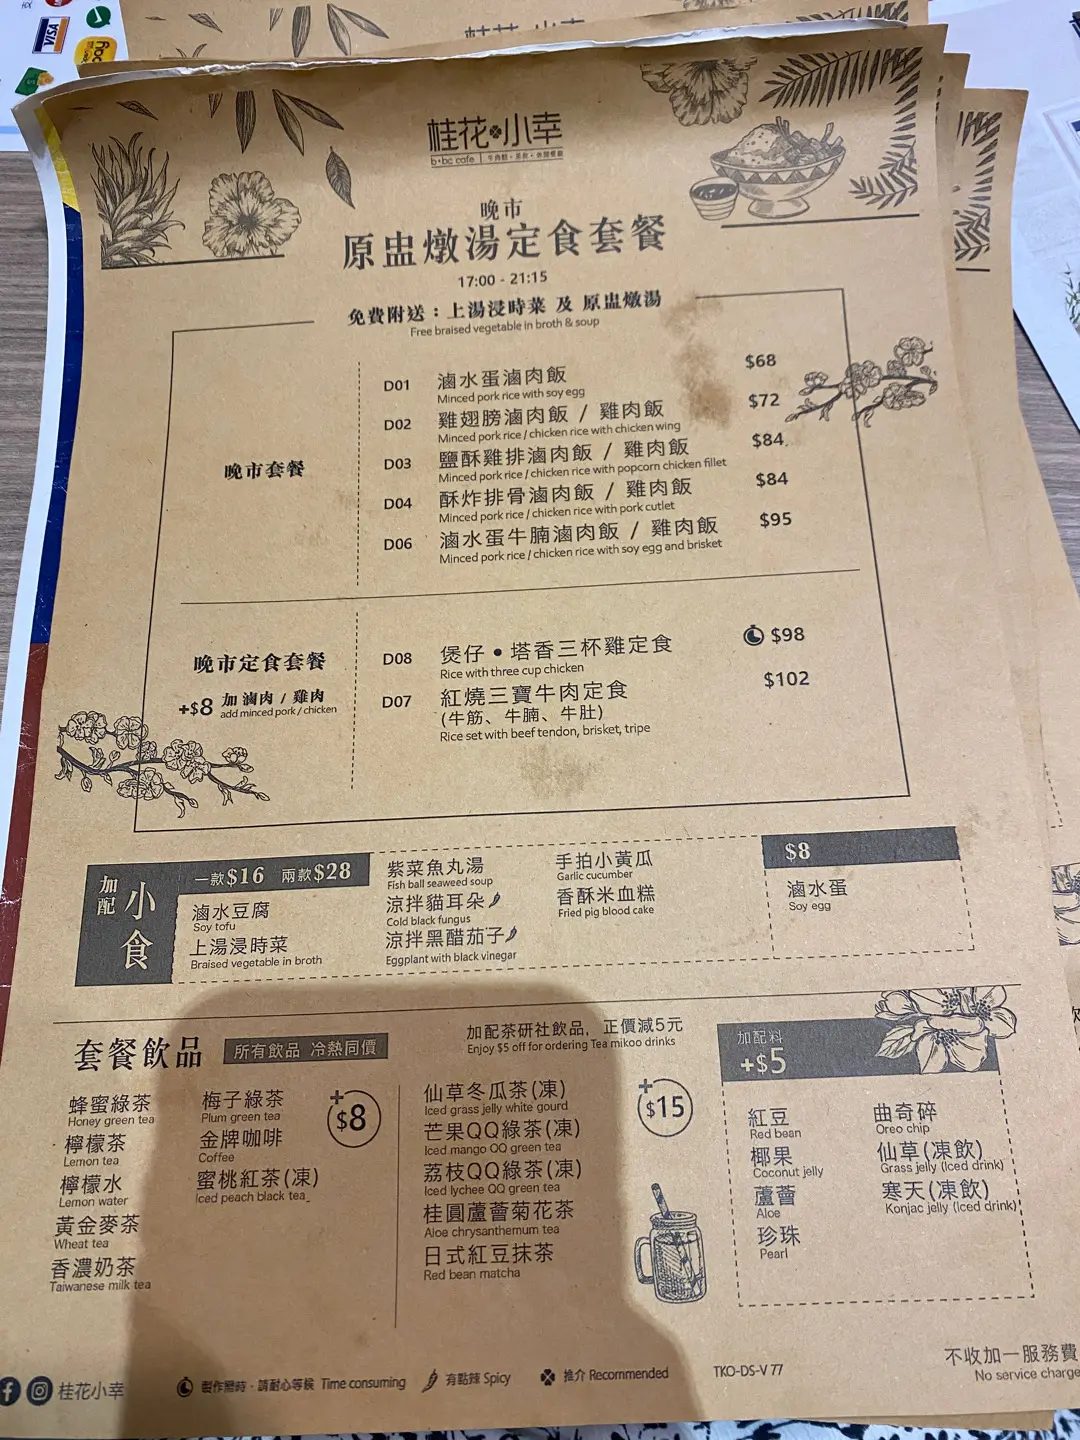 VISA
桂花小幸
b+bc cafe
晚市
原盅燉湯定食套餐
17:00 - 21:15
免費附送：上湯浸時菜 及 原盅燉湯
Free braised vegetable in broth & soup
晚市套餐
D01 滷水蛋滷肉飯 $68
Minced pork rice with soy egg
D02 雞翅膀滷肉飯 / 雞肉飯 $72
Minced pork rice / chicken rice with chicken wing
D03 鹽酥雞排滷肉飯 / 雞肉飯 $84
Minced pork rice / chicken rice with popcorn chicken fillet
D04 酥炸排骨滷肉飯 / 雞肉飯 $84
Minced pork rice / chicken rice with pork cutlet
D06 滷水蛋牛腩滷肉飯 / 雞肉飯 $95
Minced pork rice / chicken rice with soy egg and brisket
晚市定食套餐
+$8 加 滷肉 / 雞肉
add minced pork / chicken
D08 煲仔•塔香三杯雞定食 $98
Rice with three cup chicken
D07 紅燒三寶牛肉定食 $102
(牛筋、牛腩、牛肚)
Rice set with beef tendon, brisket, tripe
加配
小食
一款$16 兩款$28
滷水豆腐
Soy tofu
上湯浸時菜
Braised vegetable in broth
紫菜魚丸湯
Fish ball seaweed soup
涼拌貓耳朵
Cold black fungus
涼拌黑醋茄子
Eggplant with black vinegar
手拍小黃瓜
Garlic cucumber
香酥米血糕
Fried pig blood cake
$8
滷水蛋
Soy egg
套餐飲品
所有飲品 冷熱同價
蜂蜜綠茶
Honey green tea
檸檬茶
Lemon tea
檸檬水
Lemon water
黃金麥茶
Wheat tea
香濃奶茶
Taiwanese milk tea
梅子綠茶
Plum green tea
金牌咖啡
Coffee
蜜桃紅茶(凍)
Iced peach black tea
+$8
加配茶研社飲品，正價減5元
Enjoy $5 off for ordering Tea mikoo drinks
仙草冬瓜茶(凍)
Iced grass jelly white gourd
芒果QQ綠茶(凍)
Iced mango QQ green tea
荔枝QQ綠茶(凍)
Iced lychee QQ green tea
桂圓蘆薈菊花茶
Aloe chrysanthemum tea
日式紅豆抹茶
Red bean matcha
+$15
加配料
+$5
紅豆
Red bean
椰果
Coconut jelly
蘆薈
Aloe
珍珠
Pearl
曲奇碎
Oreo chip
仙草(凍飲)
Grass jelly (Iced drink)
寒天(凍飲)
Konjac jelly (Iced drink)
桂花小幸
製作需時，請耐心等候 Time consuming
有點辣 Spicy
推介 Recommended
TKO-DS-V 77
不收加一服務費
No service charge